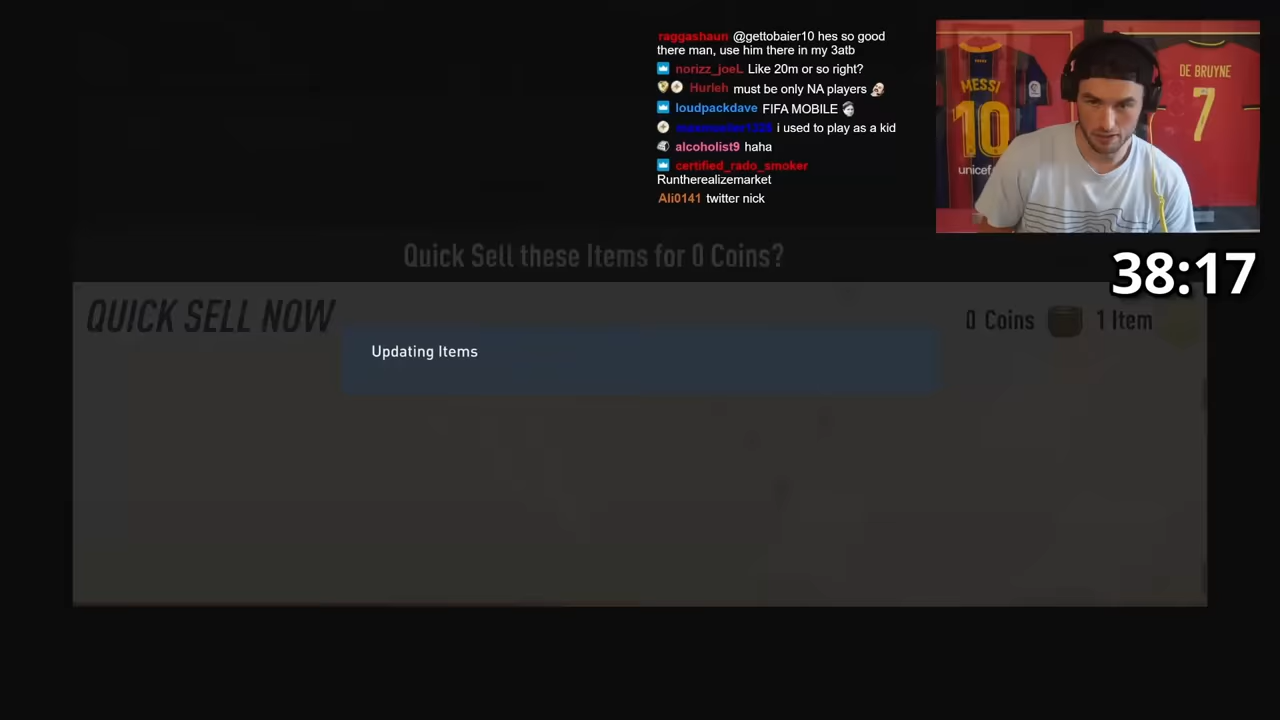 raggashaun @gettobaier10 hes so good
there man, use him there in my 3atb
norizz_joeL Like 20m or so right?
Hurleh must be only NA players
loudpackdave FIFA MOBILE
i used to play as a kid
alcoholist9 haha
certified_rado_smoker
Runtherealizemarket
Ali0141 twitter nick
MESSI
10
unicef
DE BRUYNE
7
38:17
Quick Sell these Items for 0 Coins?
QUICK SELL NOW
0 Coins
1 Item
Updating Items